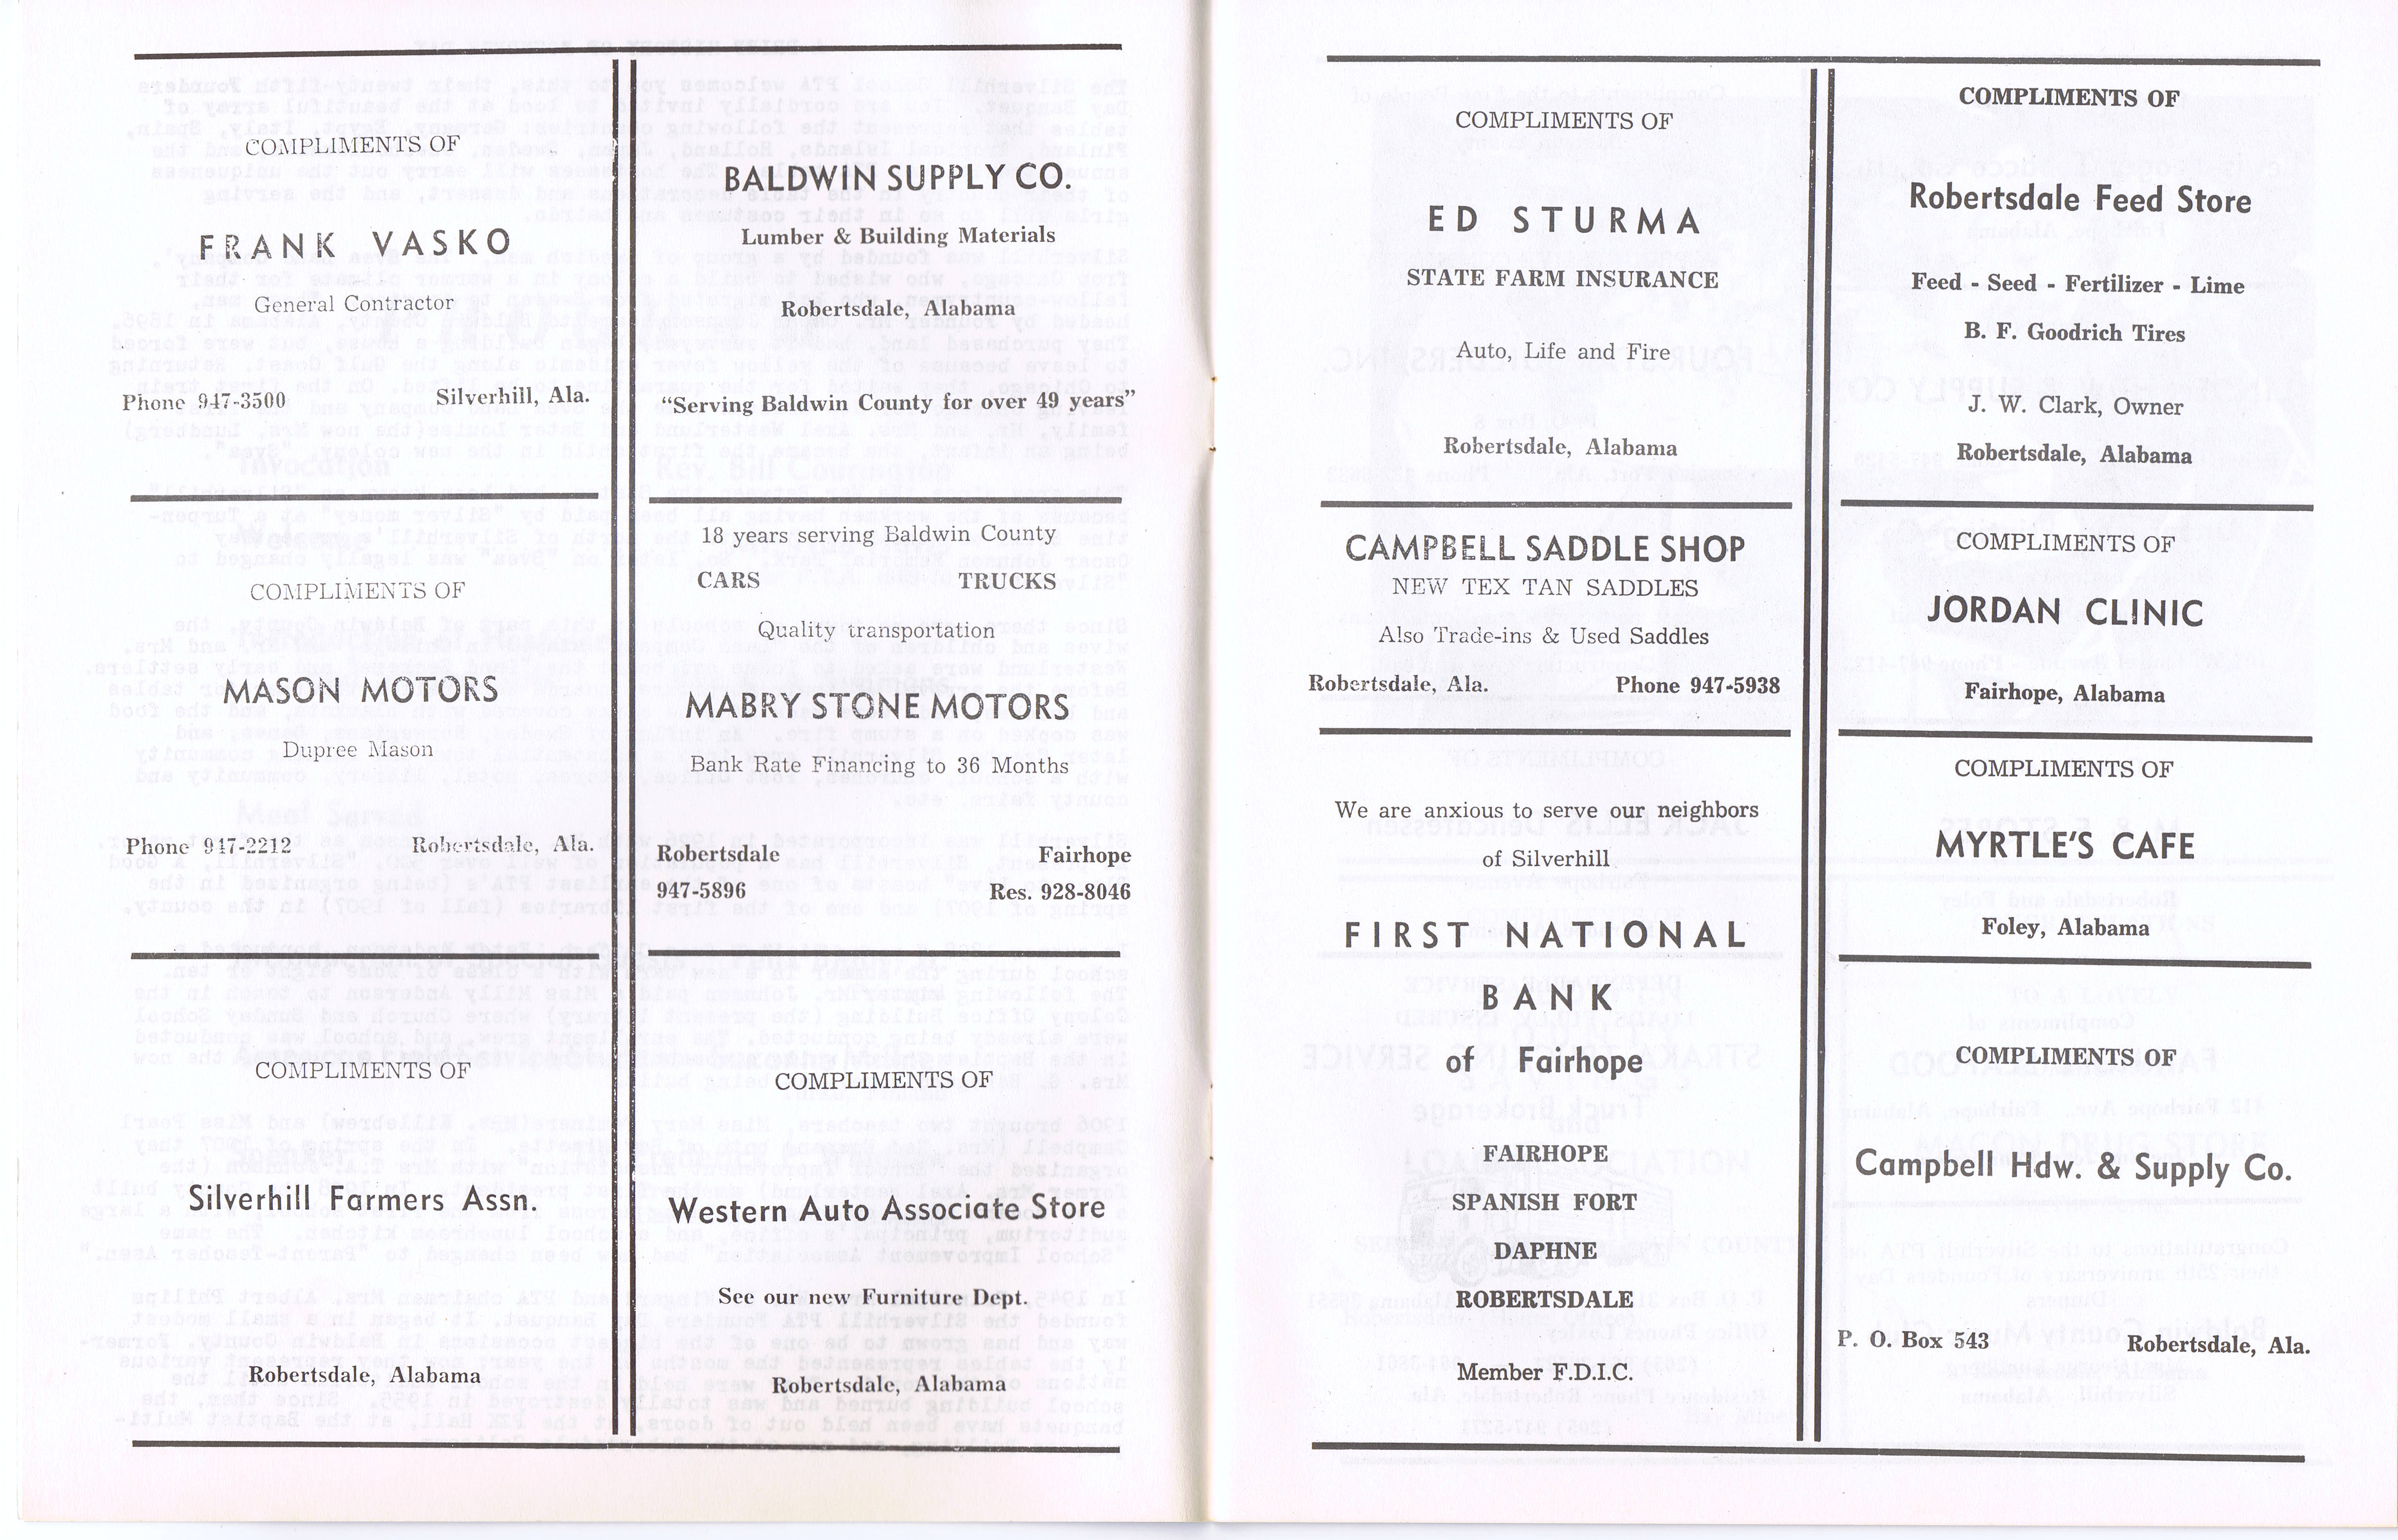 COMPLIMENTS OF
FRANK VASKO
General Contractor
Phone 947-3500 Silverhill, Ala.
COMPLIMENTS OF
MASON MOTORS
Dupree Mason
Phone 947-2212 Robertsdale, Ala.
COMPLIMENTS OF
Silverhill Farmers Assn.
Robertsdale, Alabama
BALDWIN SUPPLY CO.
Lumber & Building Materials
Robertsdale, Alabama
“Serving Baldwin County for over 49 years”
18 years serving Baldwin County
CARS TRUCKS
Quality transportation
MABRY STONE MOTORS
Bank Rate Financing to 36 Months
Robertsdale Fairhope
947-5896 Res. 928-8046
COMPLIMENTS OF
Western Auto Associate Store
See our new Furniture Dept.
Robertsdale, Alabama
COMPLIMENTS OF
ED STURMA
STATE FARM INSURANCE
Auto, Life and Fire
Robertsdale, Alabama
CAMPBELL SADDLE SHOP
NEW TEX TAN SADDLES
Also Trade-ins & Used Saddles
Robertsdale, Ala. Phone 947-5938
We are anxious to serve our neighbors
of Silverhill
FIRST NATIONAL
BANK
of Fairhope
FAIRHOPE
SPANISH FORT
DAPHNE
ROBERTSDALE
Member F.D.I.C.
COMPLIMENTS OF
Robertsdale Feed Store
Feed - Seed - Fertilizer - Lime
B. F. Goodrich Tires
J. W. Clark, Owner
Robertsdale, Alabama
COMPLIMENTS OF
JORDAN CLINIC
Fairhope, Alabama
COMPLIMENTS OF
MYRTLE'S CAFE
Foley, Alabama
COMPLIMENTS OF
Campbell Hdw. & Supply Co.
P. O. Box 543 Robertsdale, Ala.